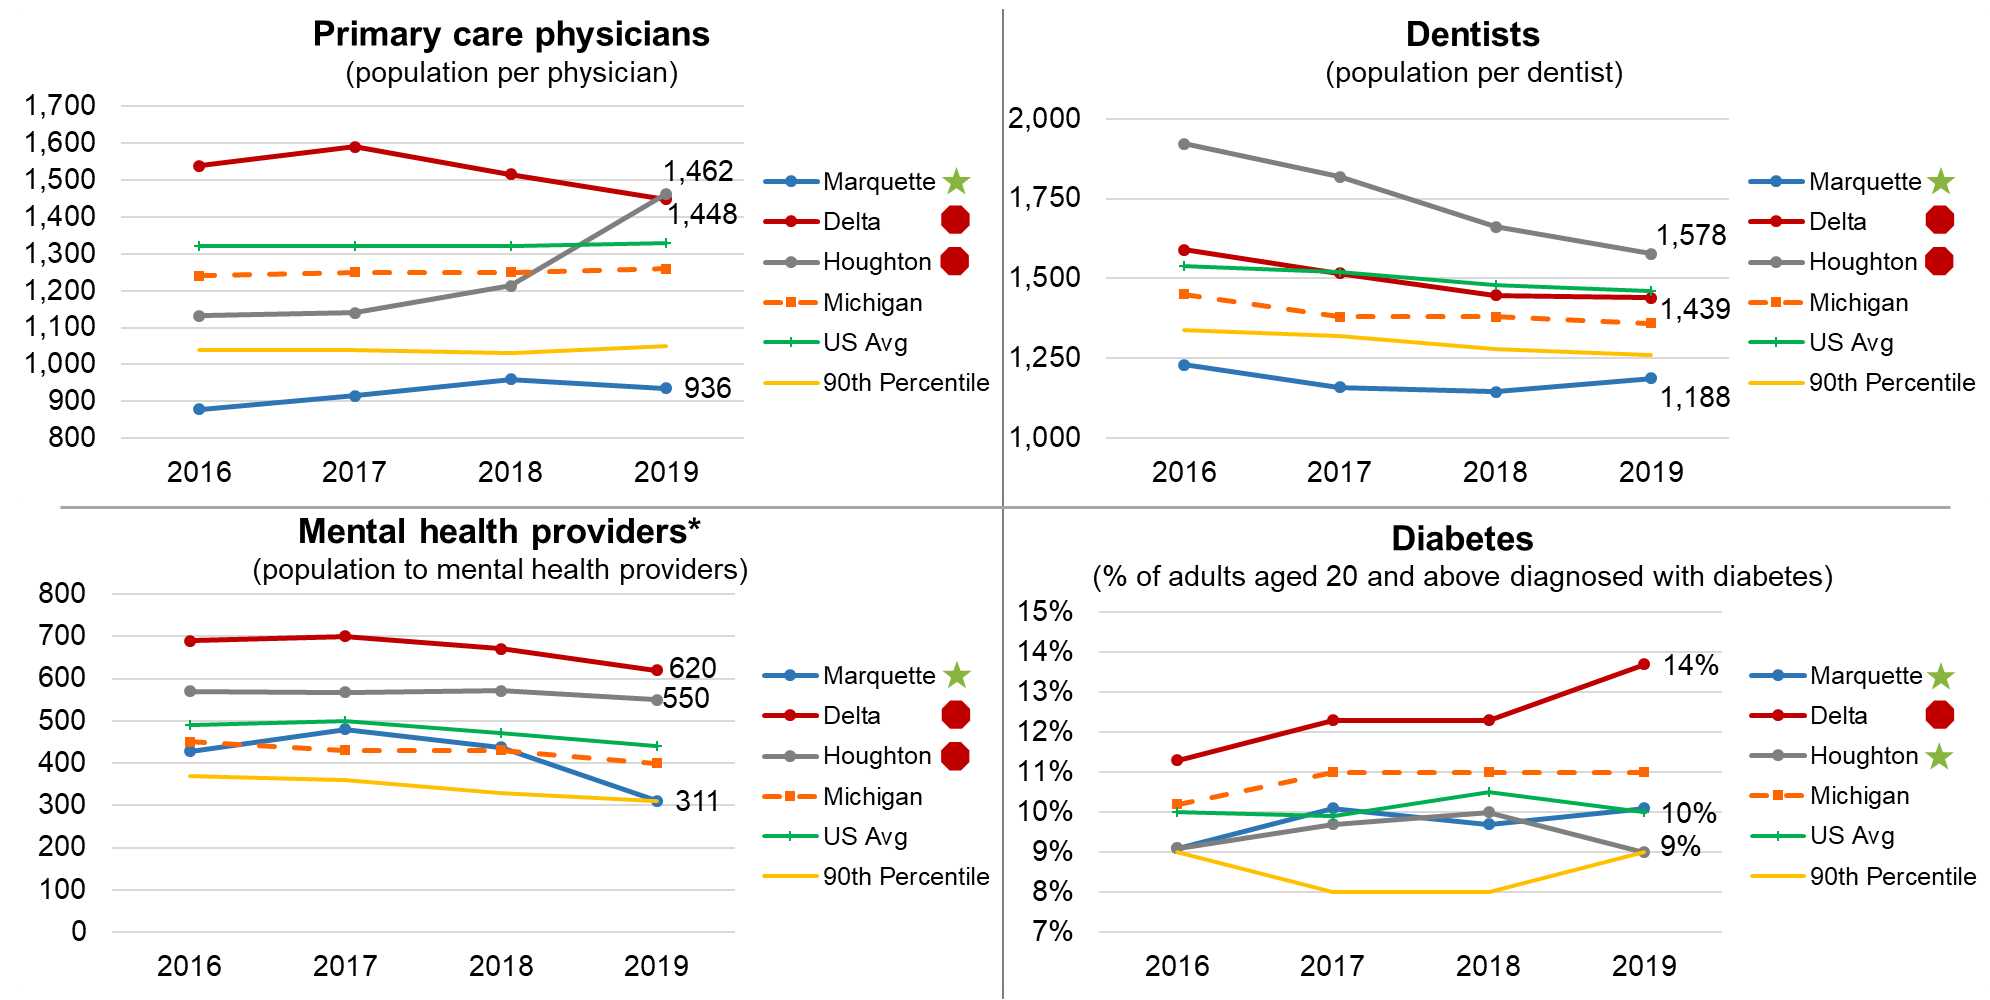 Primary care physicians
(population per physician)
1,700
1,600
1,500
1,400
1,300
1,200
1,100
1,000
900
800
1,462
1,448
936
2016 2017 2018 2019
Marquette
Delta
Houghton
Michigan
US Avg
90th Percentile
Dentists
(population per dentist)
2,000
1,750
1,500
1,250
1,000
1,578
1,439
1,188
2016 2017 2018 2019
Marquette
Delta
Houghton
Michigan
US Avg
90th Percentile
Mental health providers*
(population to mental health providers)
800
700
600
500
400
300
200
100
0
620
550
311
2016 2017 2018 2019
Marquette
Delta
Houghton
Michigan
US Avg
90th Percentile
Diabetes
(% of adults aged 20 and above diagnosed with diabetes)
15%
14%
13%
12%
11%
10%
9%
8%
7%
14%
10%
9%
2016 2017 2018 2019
Marquette
Delta
Houghton
Michigan
US Avg
90th Percentile